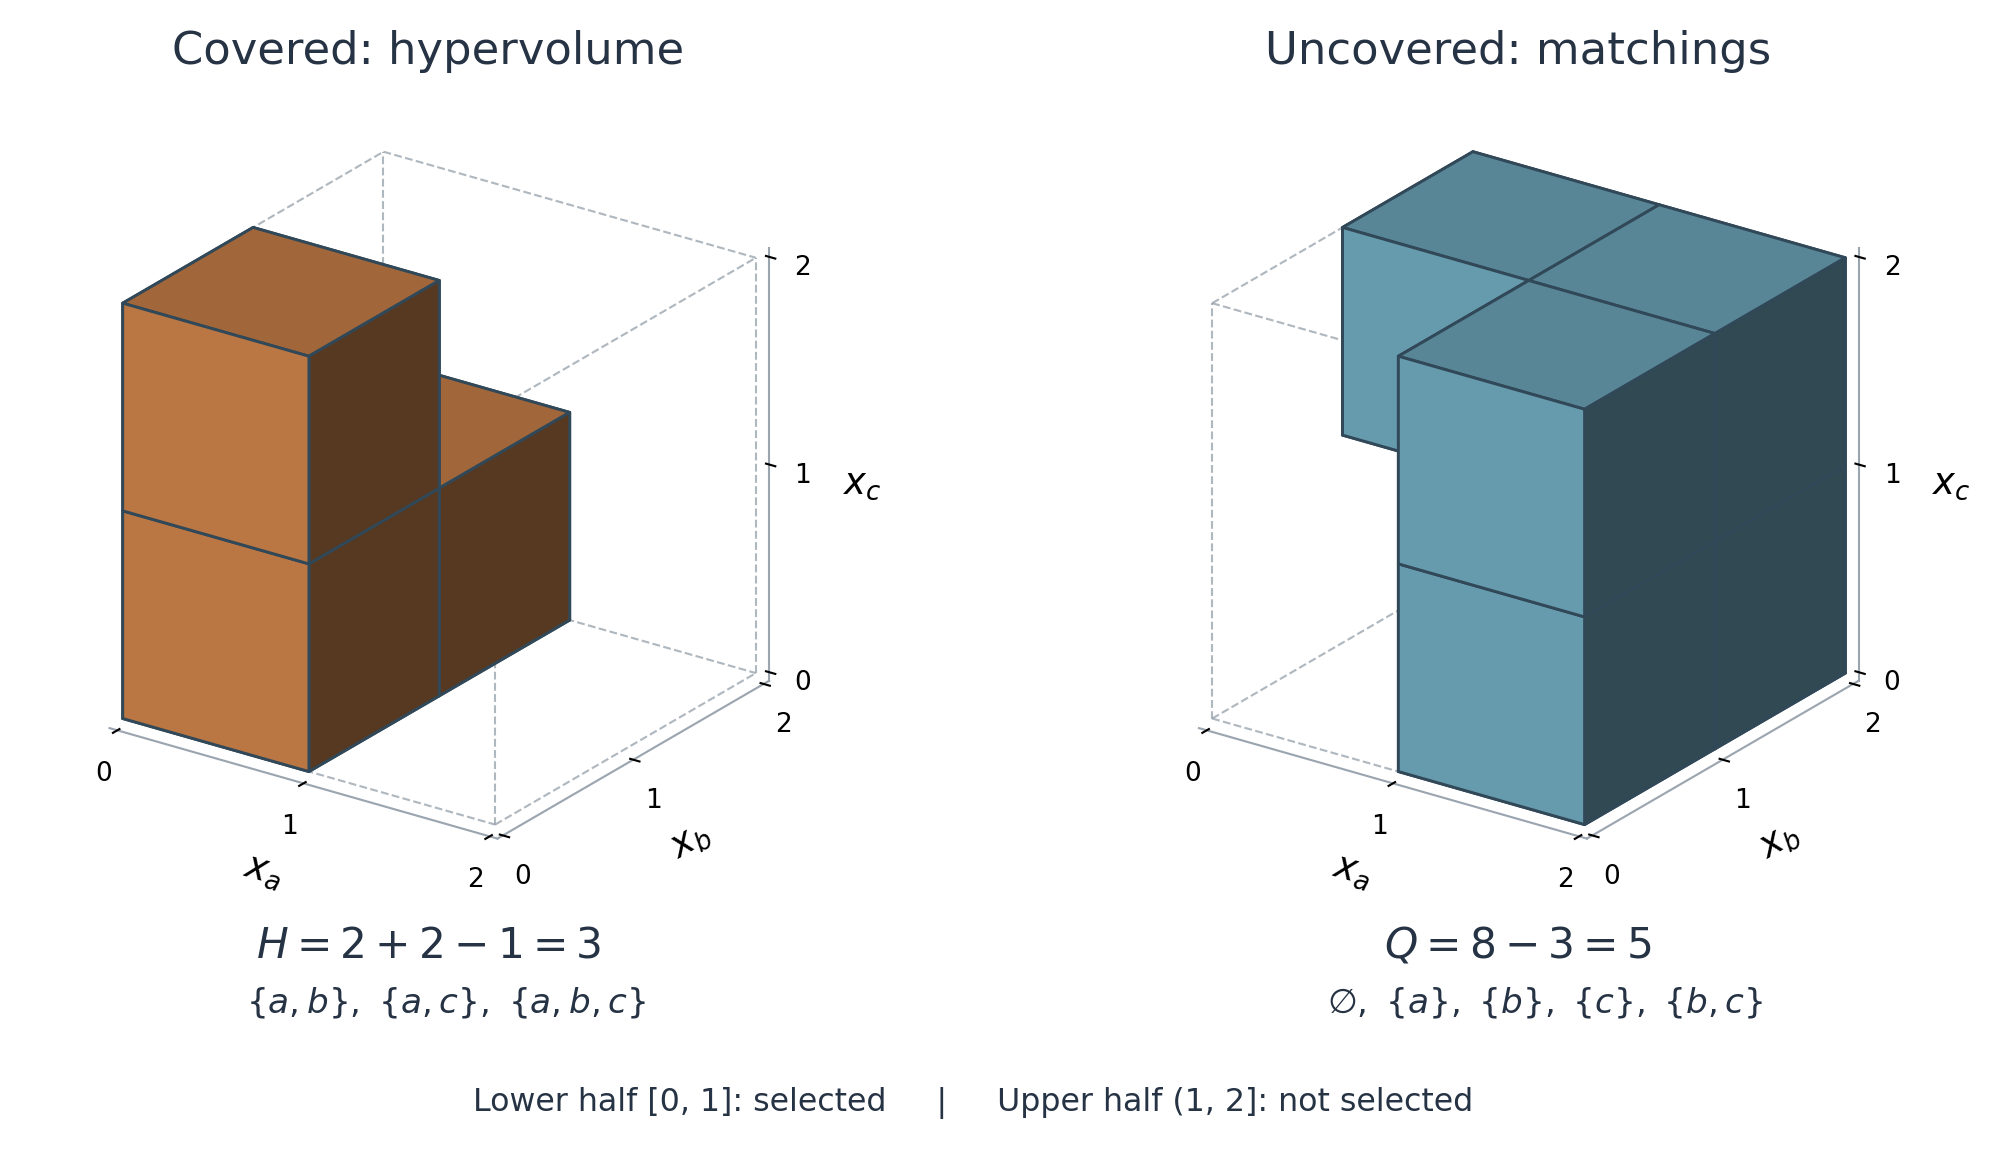 Covered: hypervolume
Uncovered: matchings
2
1
x_c
0
2
1
x_b
0
0
1
2
x_a
2
1
x_c
0
2
1
x_b
0
0
1
2
x_a
H = 2 + 2 − 1 = 3
{a, b}, {a, c}, {a, b, c}
Q = 8 − 3 = 5
∅, {a}, {b}, {c}, {b, c}
Lower half [0, 1]: selected | Upper half (1, 2]: not selected